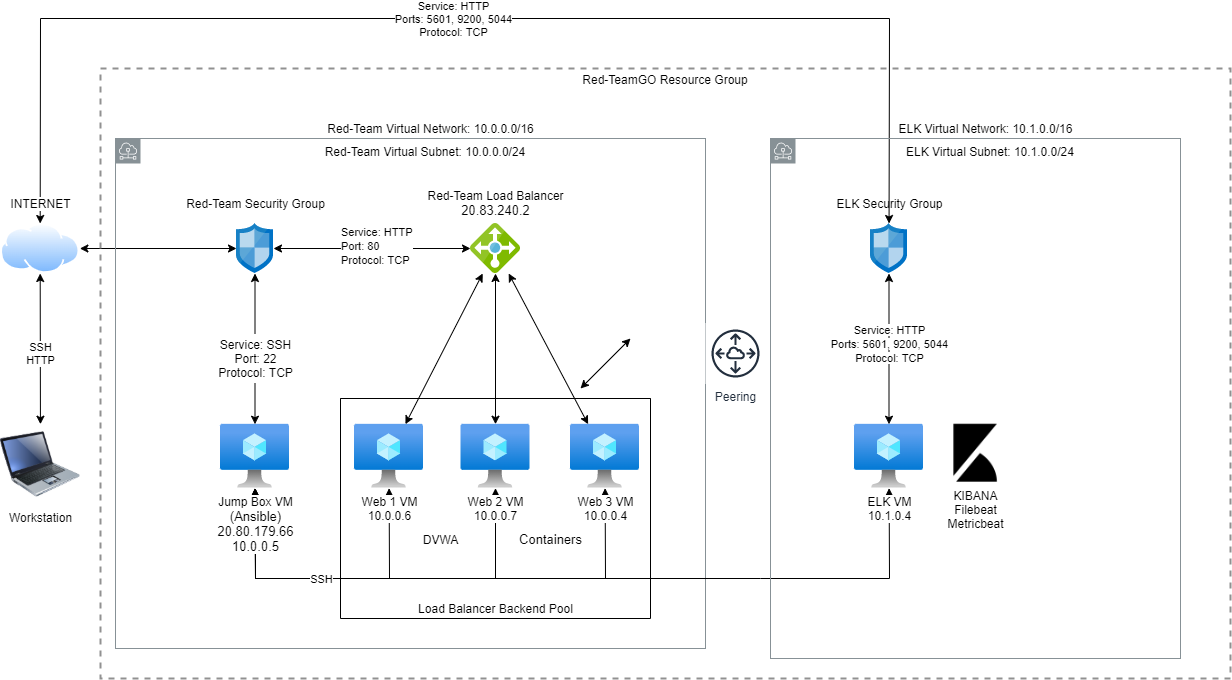 Service: HTTP
Ports: 5601, 9200, 5044
Protocol: TCP
Red-TeamGO Resource Group
Red-Team Virtual Network: 10.0.0.0/16
ELK Virtual Network: 10.1.0.0/16
Red-Team Virtual Subnet: 10.0.0.0/24
ELK Virtual Subnet: 10.1.0.0/24
INTERNET
Red-Team Security Group
Red-Team Load Balancer
20.83.240.2
ELK Security Group
Service: HTTP
Port: 80
Protocol: TCP
SSH
HTTP
Service: SSH
Port: 22
Protocol: TCP
Service: HTTP
Ports: 5601, 9200, 5044
Protocol: TCP
Peering
Workstation
Jump Box VM
(Ansible)
20.80.179.66
10.0.0.5
Web 1 VM
10.0.0.6
Web 2 VM
10.0.0.7
Web 3 VM
10.0.0.4
ELK VM
10.1.0.4
KIBANA
Filebeat
Metricbeat
DVWA
Containers
SSH
Load Balancer Backend Pool